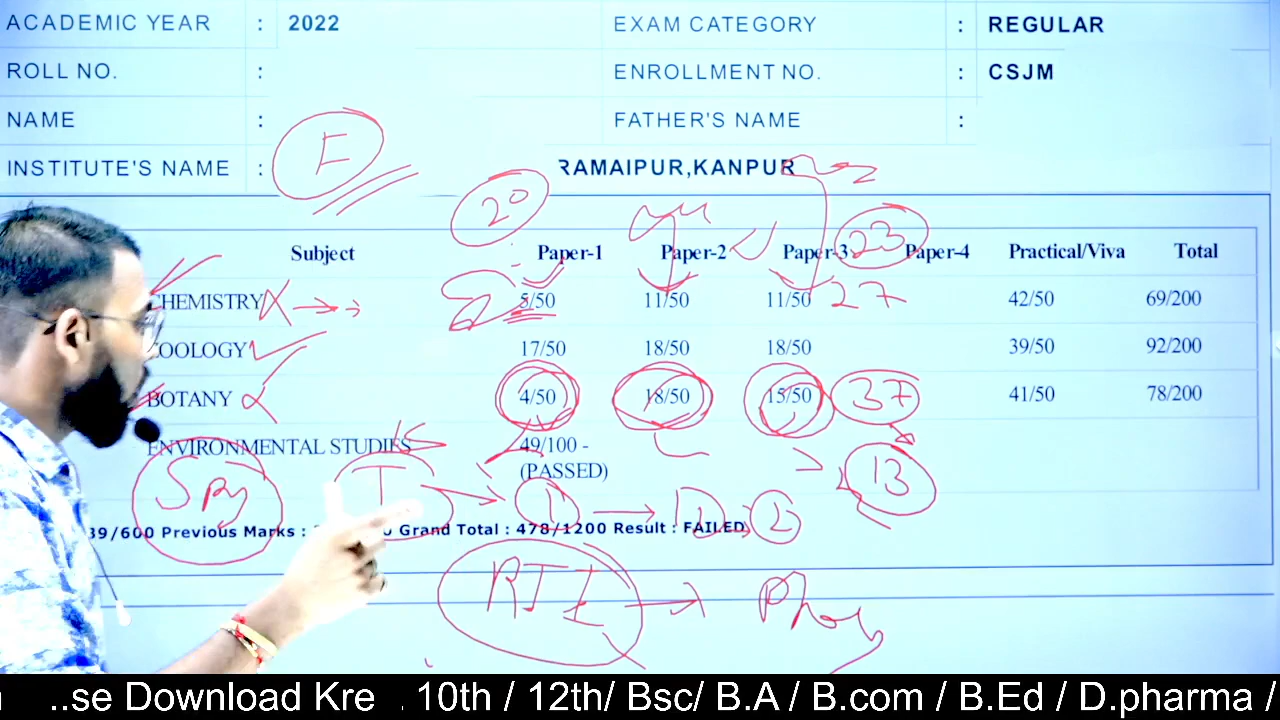 ACADEMIC YEAR : 2022 EXAM CATEGORY : REGULAR
ROLL NO. : ENROLLMENT NO. : CSJM
NAME : FATHER'S NAME :
INSTITUTE'S NAME : RAMAIPUR,KANPUR
20
23
Subject Paper-1 Paper-2 Paper-3 Paper-4 Practical/Viva Total
CHEMISTRY 5/50 11/50 11/50 27 42/50 69/200
ZOOLOGY 17/50 18/50 18/50 39/50 92/200
BOTANY 4/50 18/50 15/50 37 41/50 78/200
ENVIRONMENTAL STUDIES 49/100 -
(PASSED)
13
T 1 2
39/600 Previous Marks : Grand Total : 478/1200 Result : FAILED
RTI
..se Download Kre . 10th / 12th/ Bsc/ B.A / B.com / B.Ed / D.pharma /